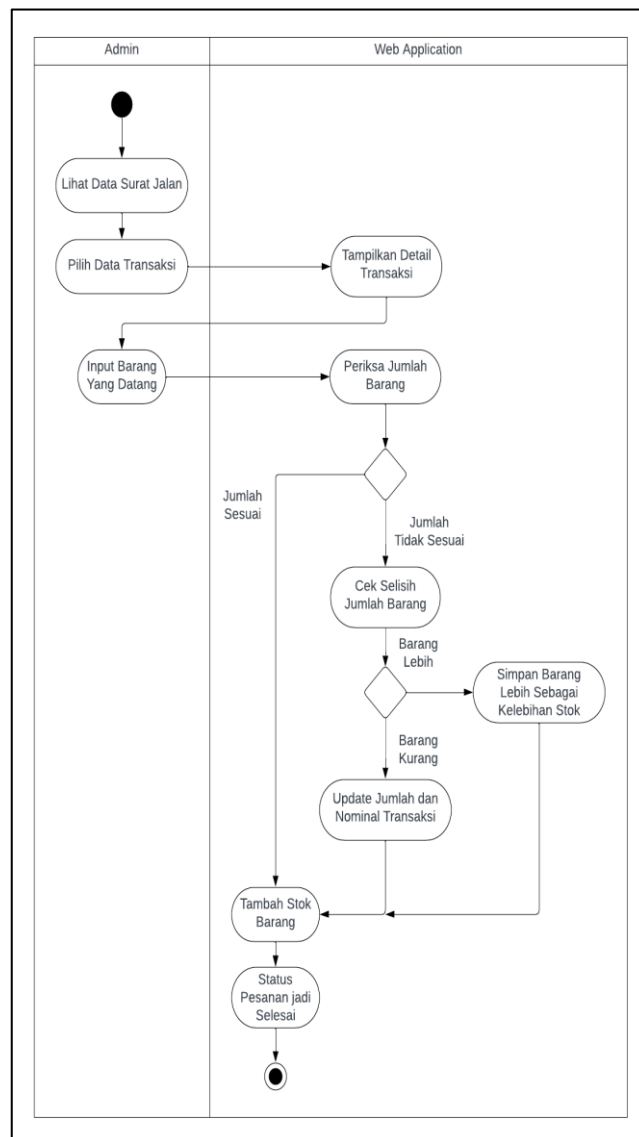 Admin
Web Application
Lihat Data Surat Jalan
Pilih Data Transaksi
Tampilkan Detail
Transaksi
Input Barang
Yang Datang
Periksa Jumlah
Barang
Jumlah
Sesuai
Jumlah
Tidak Sesuai
Cek Selisih
Jumlah Barang
Barang
Lebih
Simpan Barang
Lebih Sebagai
Kelebihan Stok
Barang
Kurang
Update Jumlah dan
Nominal Transaksi
Tambah Stok
Barang
Status
Pesanan jadi
Selesai